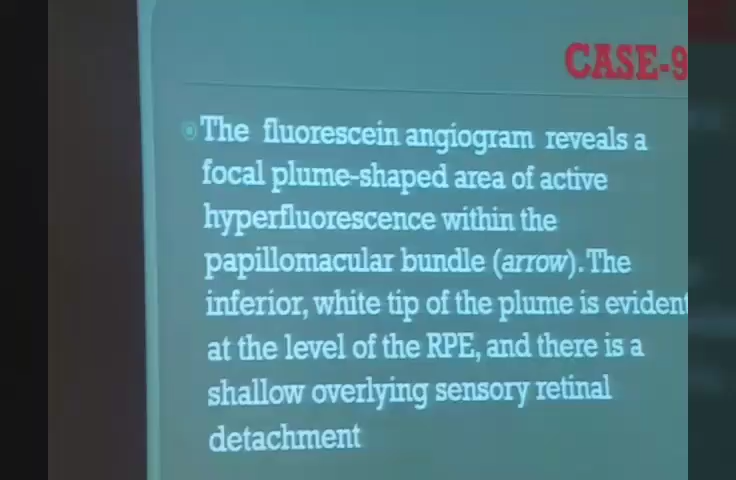 CASE-9
The fluorescein angiogram reveals a
focal plume-shaped area of active
hyperfluorescence within the
papillomacular bundle (arrow). The
inferior, white tip of the plume is evident
at the level of the RPE, and there is a
shallow overlying sensory retinal
detachment